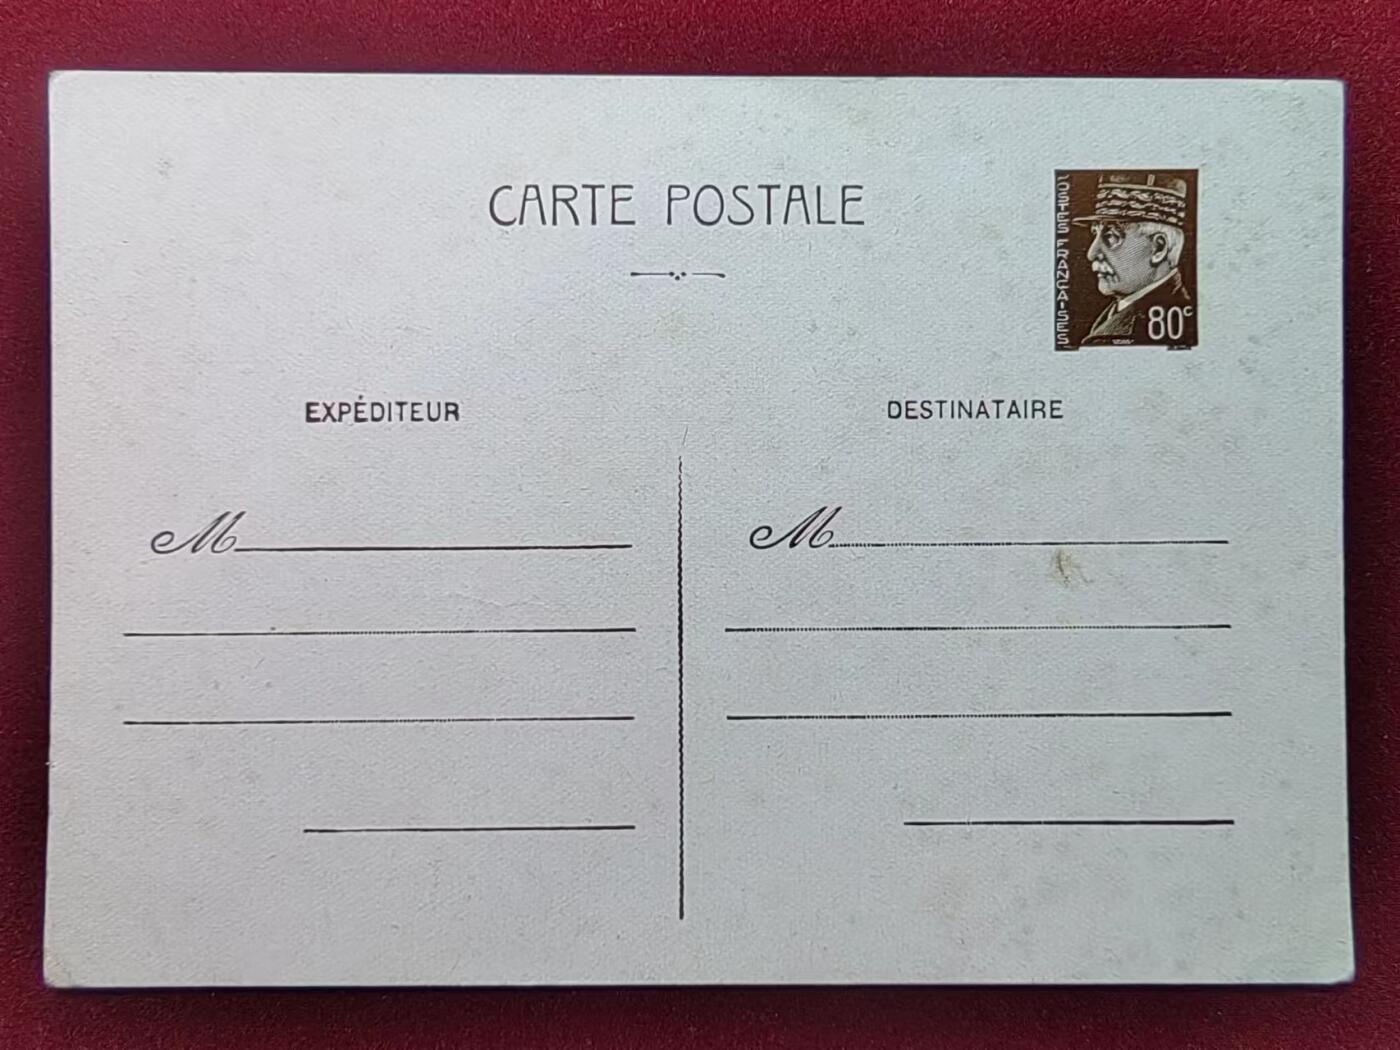 CARTE POSTALE
POSTES FRANÇAISES
80c
EXPÉDITEUR
DESTINATAIRE
M
M